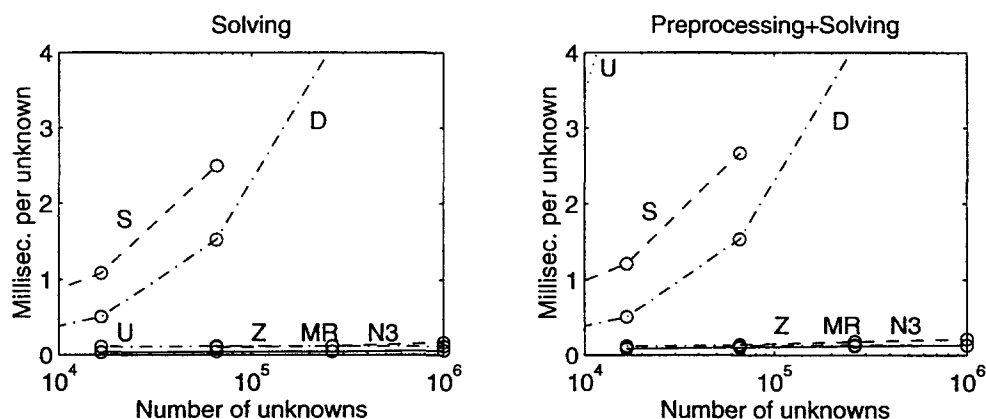 Solving
Millisec. per unknown
4
3
2
1
0
D
S
U Z MR N3
10^4 10^5 10^6
Number of unknowns
Preprocessing+Solving
Millisec. per unknown
4
3
2
1
0
U
D
S
Z MR N3
10^4 10^5 10^6
Number of unknowns